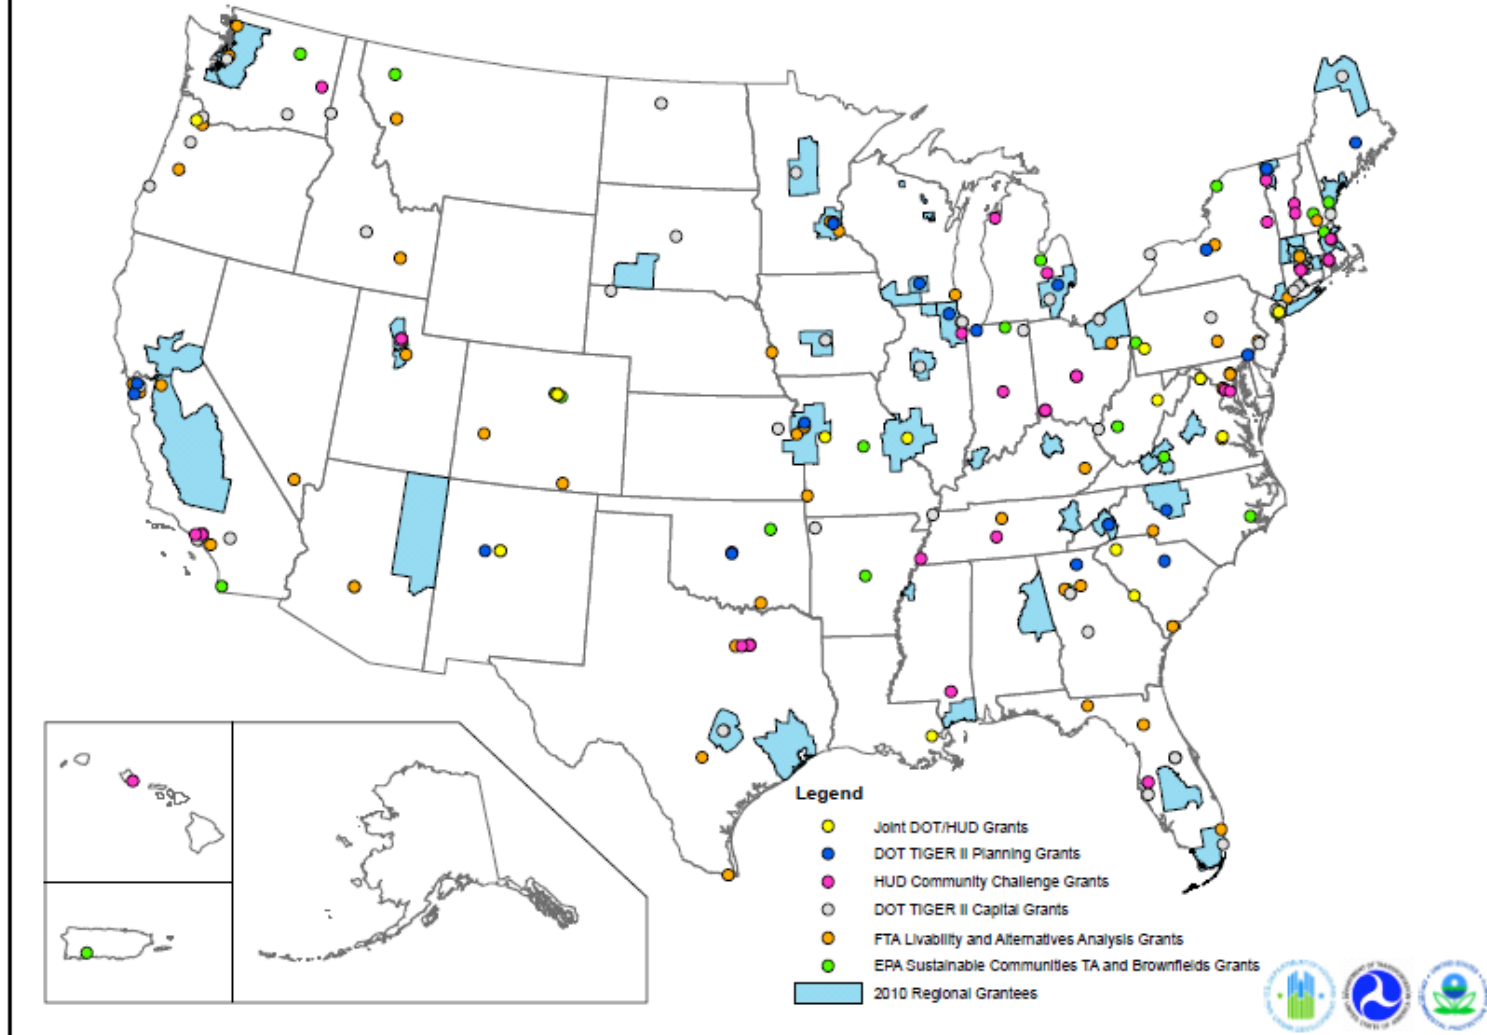 Legend
Joint DOT/HUD Grants
DOT TIGER II Planning Grants
HUD Community Challenge Grants
DOT TIGER II Capital Grants
FTA Livability and Alternatives Analysis Grants
EPA Sustainable Communities TA and Brownfields Grants
2010 Regional Grantees